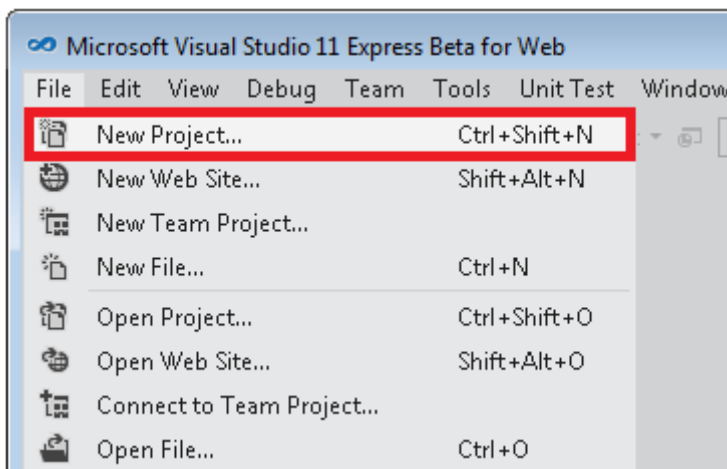 Microsoft Visual Studio 11 Express Beta for Web
File Edit View Debug Team Tools Unit Test Window
New Project... Ctrl+Shift+N
New Web Site... Shift+Alt+N
New Team Project...
New File... Ctrl+N
Open Project... Ctrl+Shift+O
Open Web Site... Shift+Alt+O
Connect to Team Project...
Open File... Ctrl+O